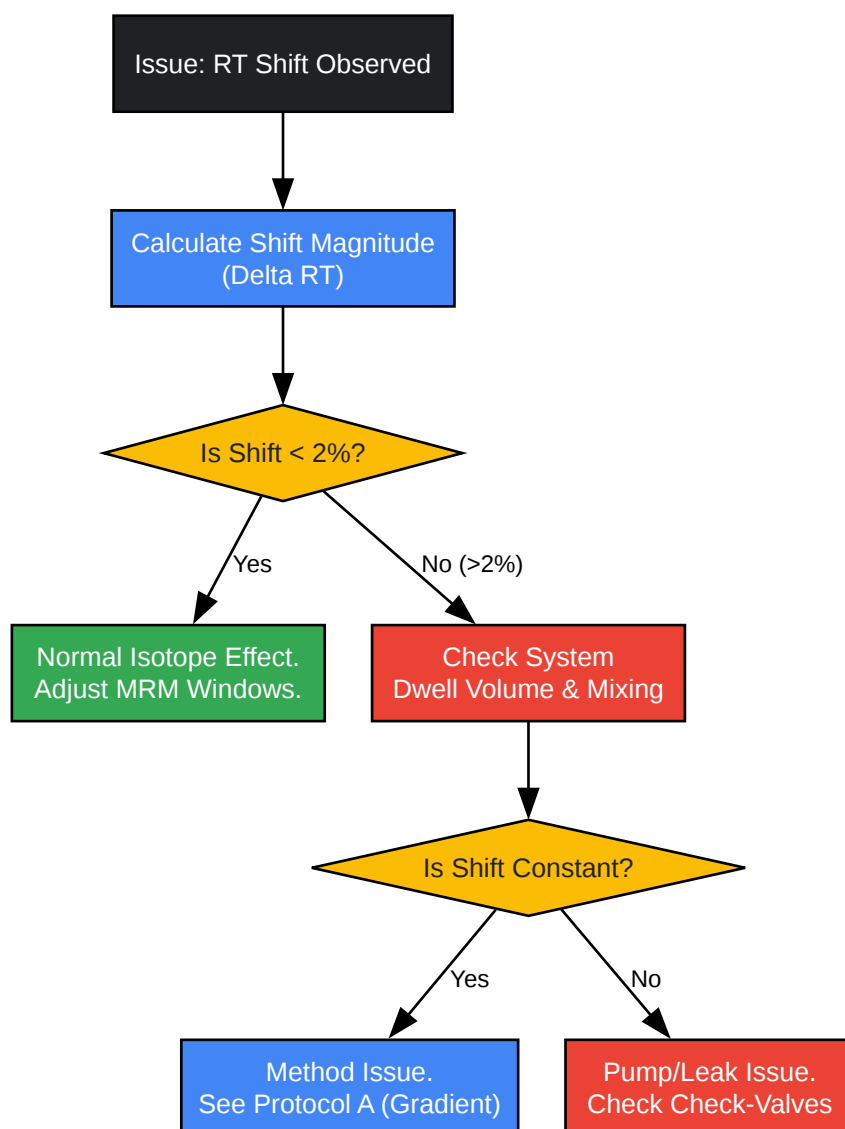 Issue: RT Shift Observed
Calculate Shift Magnitude
(Delta RT)
Is Shift < 2%?
Yes
No (>2%)
Normal Isotope Effect.
Adjust MRM Windows.
Check System
Dwell Volume & Mixing
Is Shift Constant?
Yes
No
Method Issue.
See Protocol A (Gradient)
Pump/Leak Issue.
Check Check-Valves